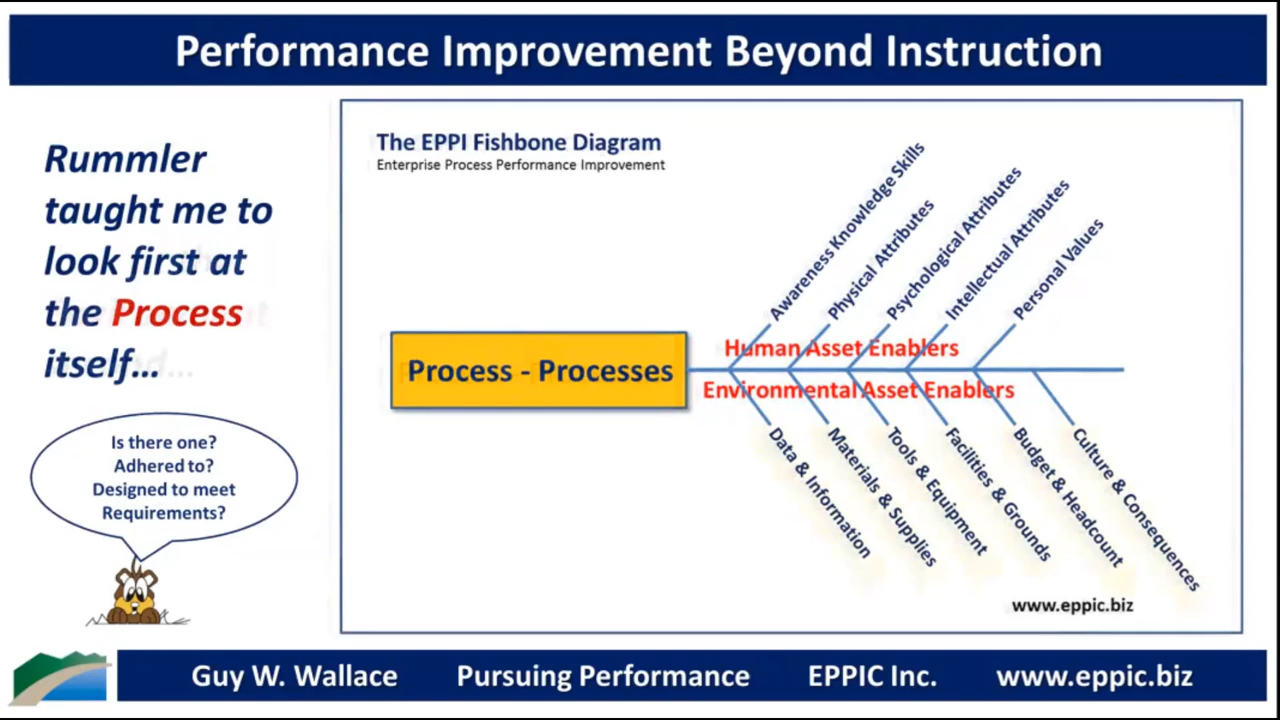 Performance Improvement Beyond Instruction
Rummler
taught me to
look first at
the Process
itself...
Is there one?
Adhered to?
Designed to meet
Requirements?
The EPPI Fishbone Diagram
Enterprise Process Performance Improvement
Awareness Knowledge Skills
Physical Attributes
Psychological Attributes
Intellectual Attributes
Personal Values
Human Asset Enablers
Process - Processes
Environmental Asset Enablers
Data & Information
Materials & Supplies
Tools & Equipment
Facilities & Grounds
Budget & Headcount
Culture & Consequences
www.eppic.biz
Guy W. Wallace Pursuing Performance EPPIC Inc. www.eppic.biz